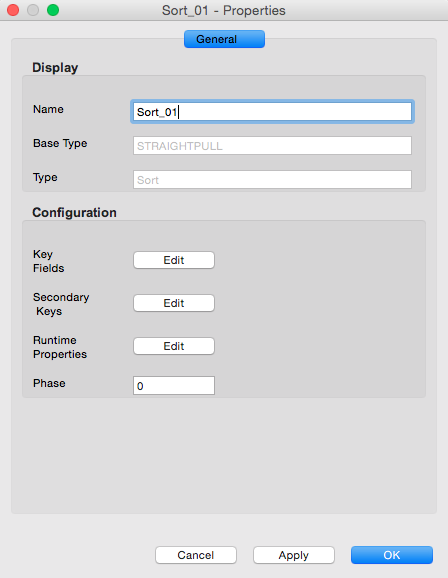 Sort_01 - Properties
General
Display
Name
Sort_01
Base Type
STRAIGHTPULL
Type
Sort
Configuration
Key
Fields
Edit
Secondary
Keys
Edit
Runtime
Properties
Edit
Phase
0
Cancel
Apply
OK